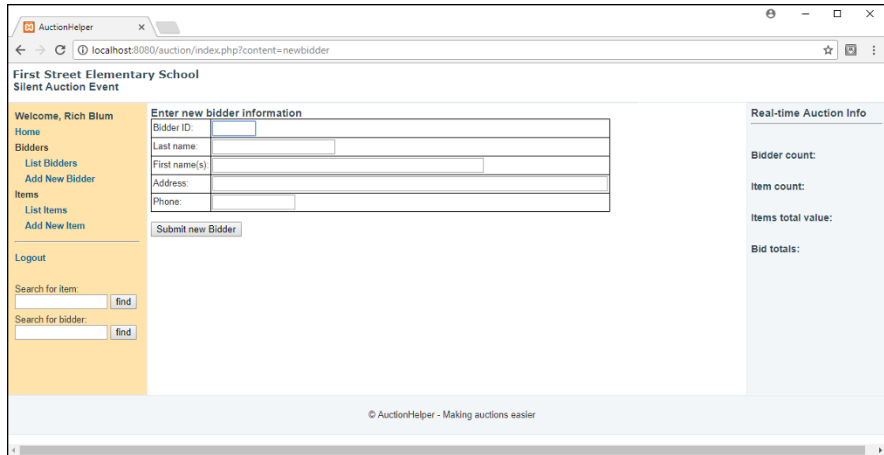 AuctionHelper
localhost:8080/auction/index.php?content=newbidder
First Street Elementary School
Silent Auction Event
Welcome, Rich Blum
Home
Bidders
List Bidders
Add New Bidder
Items
List Items
Add New Item
Logout
Search for item:
find
Search for bidder:
find
Enter new bidder information
Bidder ID:
Last name:
First name(s):
Address:
Phone:
Submit new Bidder
Real-time Auction Info
Bidder count:
Item count:
Items total value:
Bid totals:
© AuctionHelper - Making auctions easier